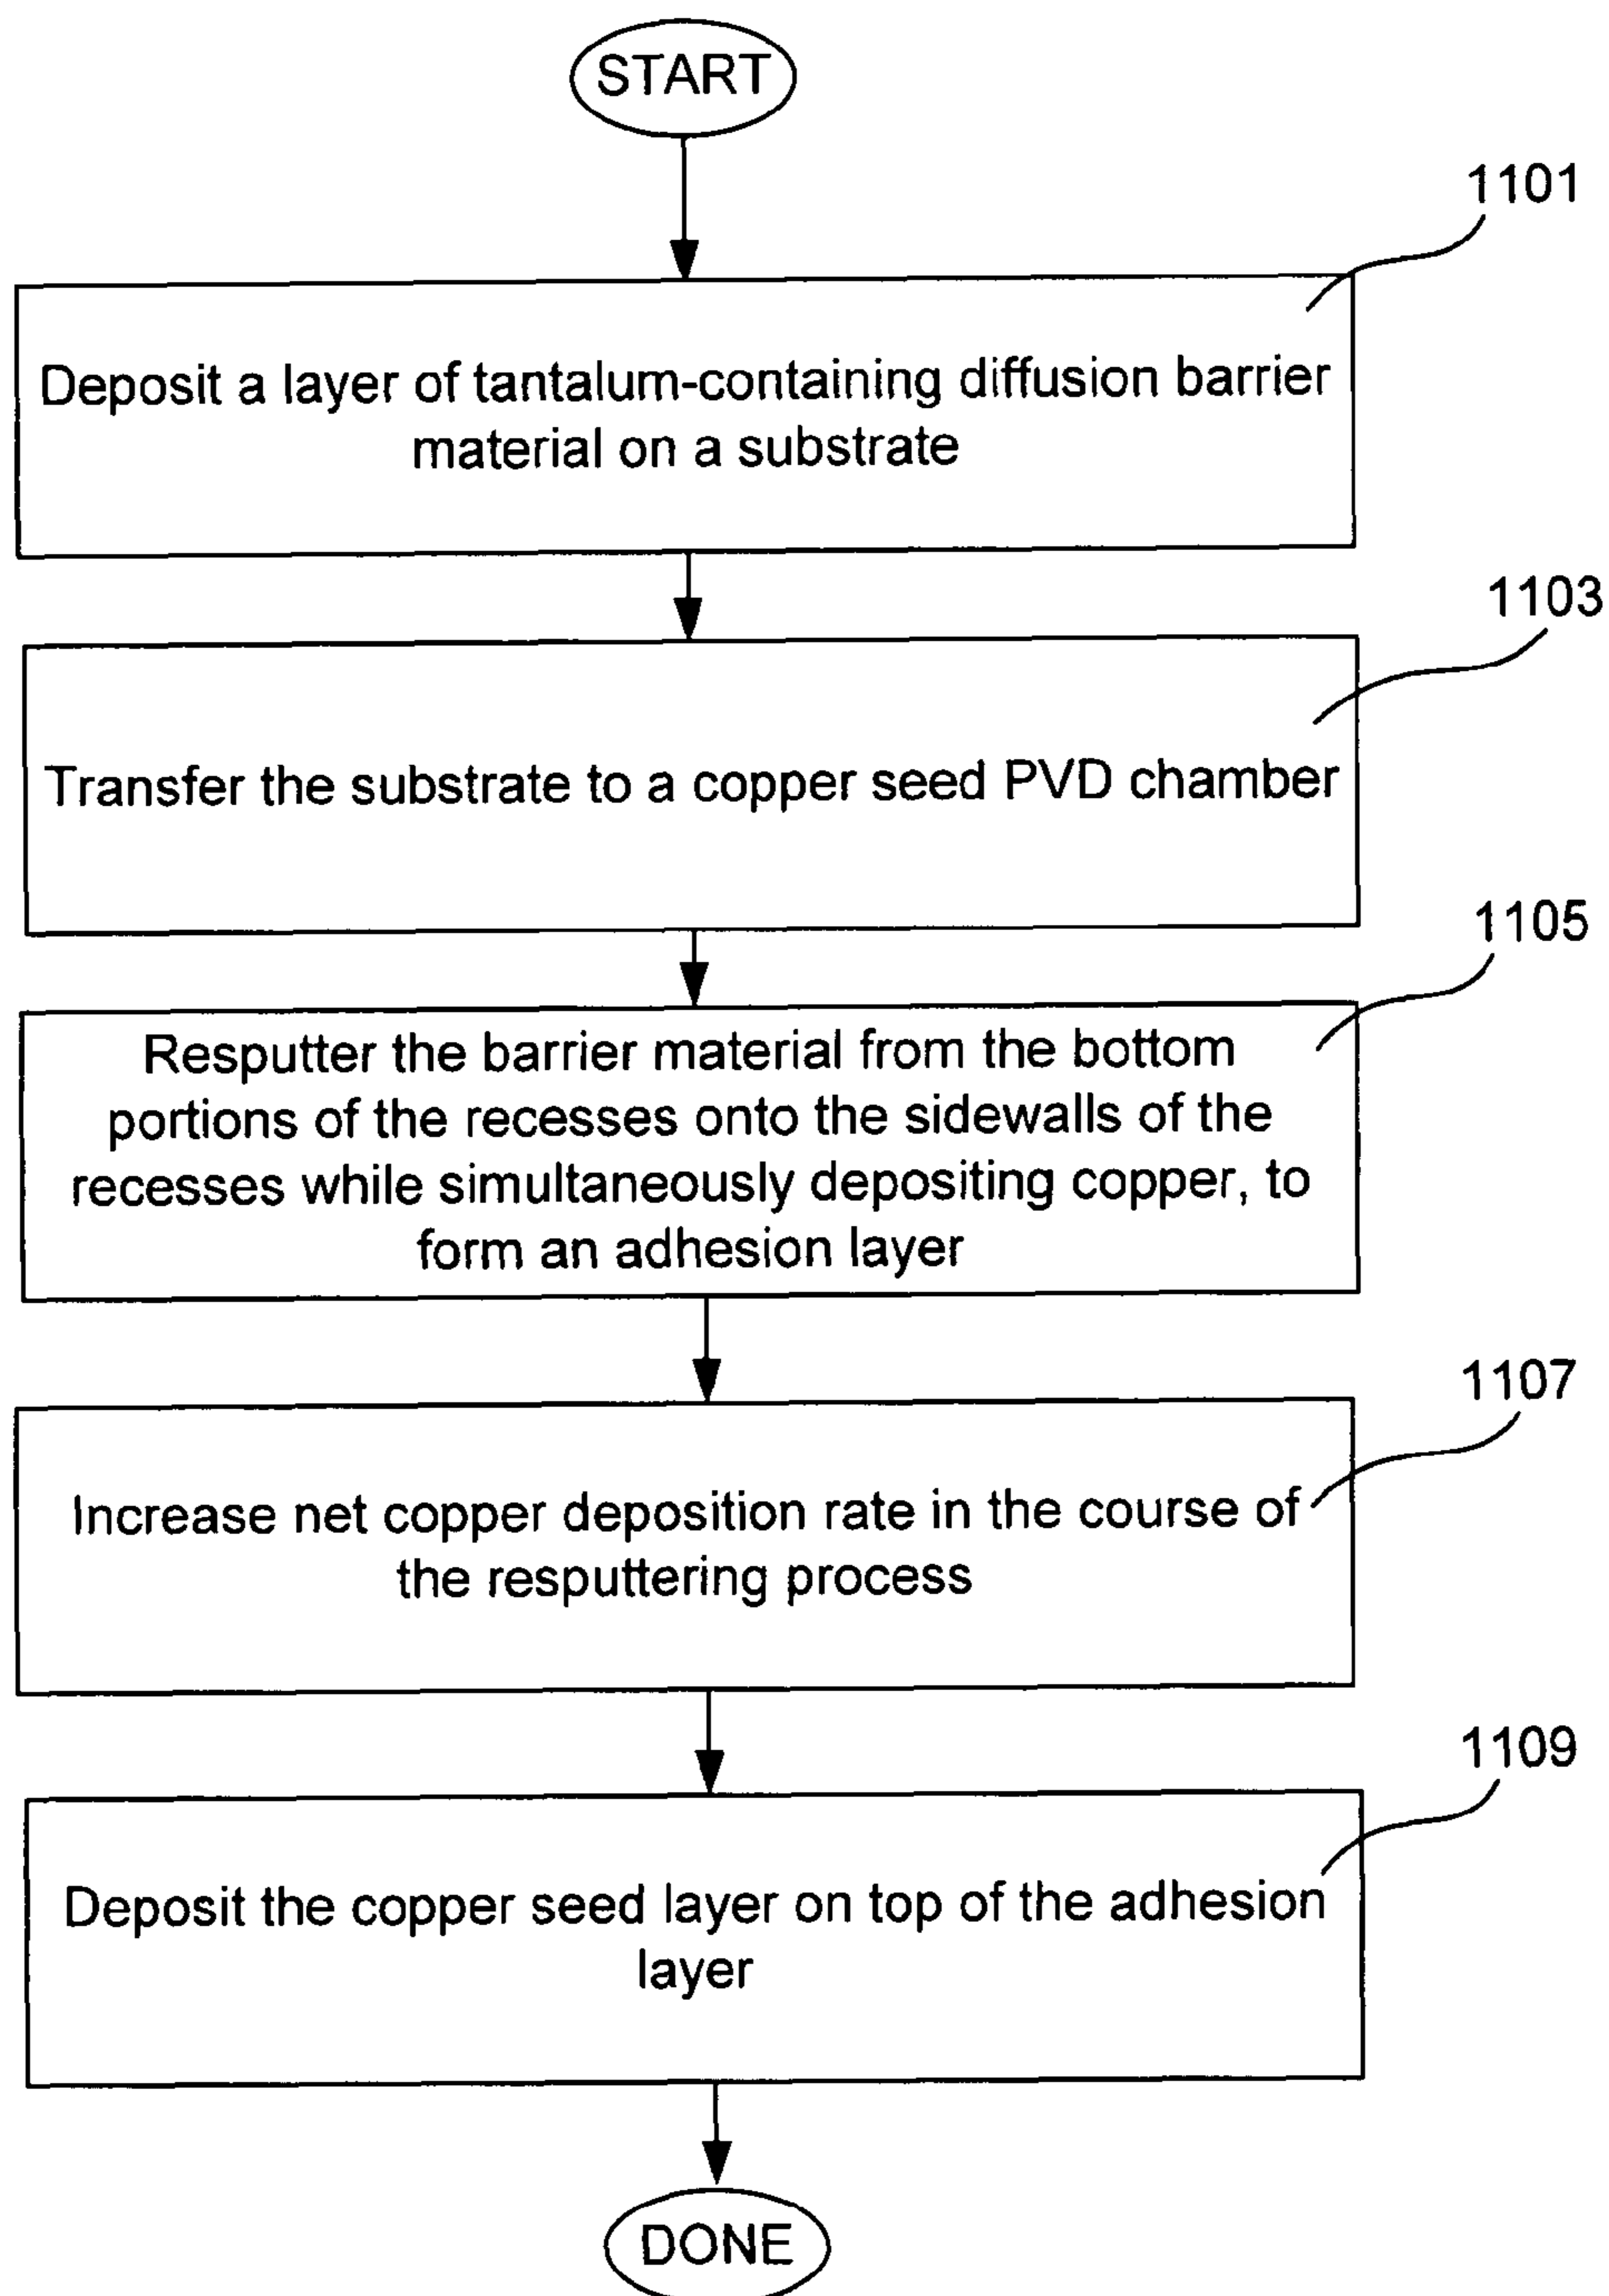 START
1101
Deposit a layer of tantalum-containing diffusion barrier
material on a substrate
1103
Transfer the substrate to a copper seed PVD chamber
1105
Resputter the barrier material from the bottom
portions of the recesses onto the sidewalls of the
recesses while simultaneously depositing copper, to
form an adhesion layer
1107
Increase net copper deposition rate in the course of
the resputtering process
1109
Deposit the copper seed layer on top of the adhesion
layer
DONE